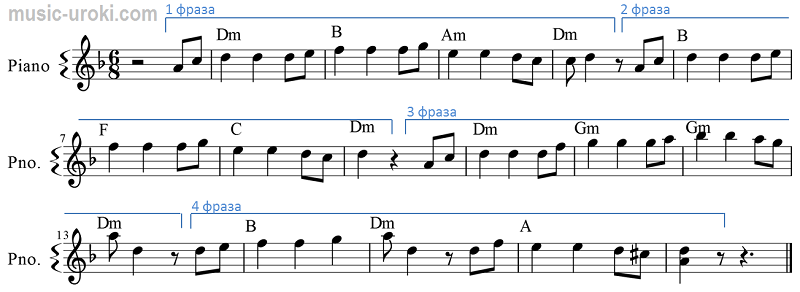 music-uroki.com
1 фраза 2 фраза
Dm B Am Dm B
Piano 6 8
3 фраза
7 F C Dm Dm Gm Gm
Pno.
4 фраза
13 Dm B Dm A
Pno.